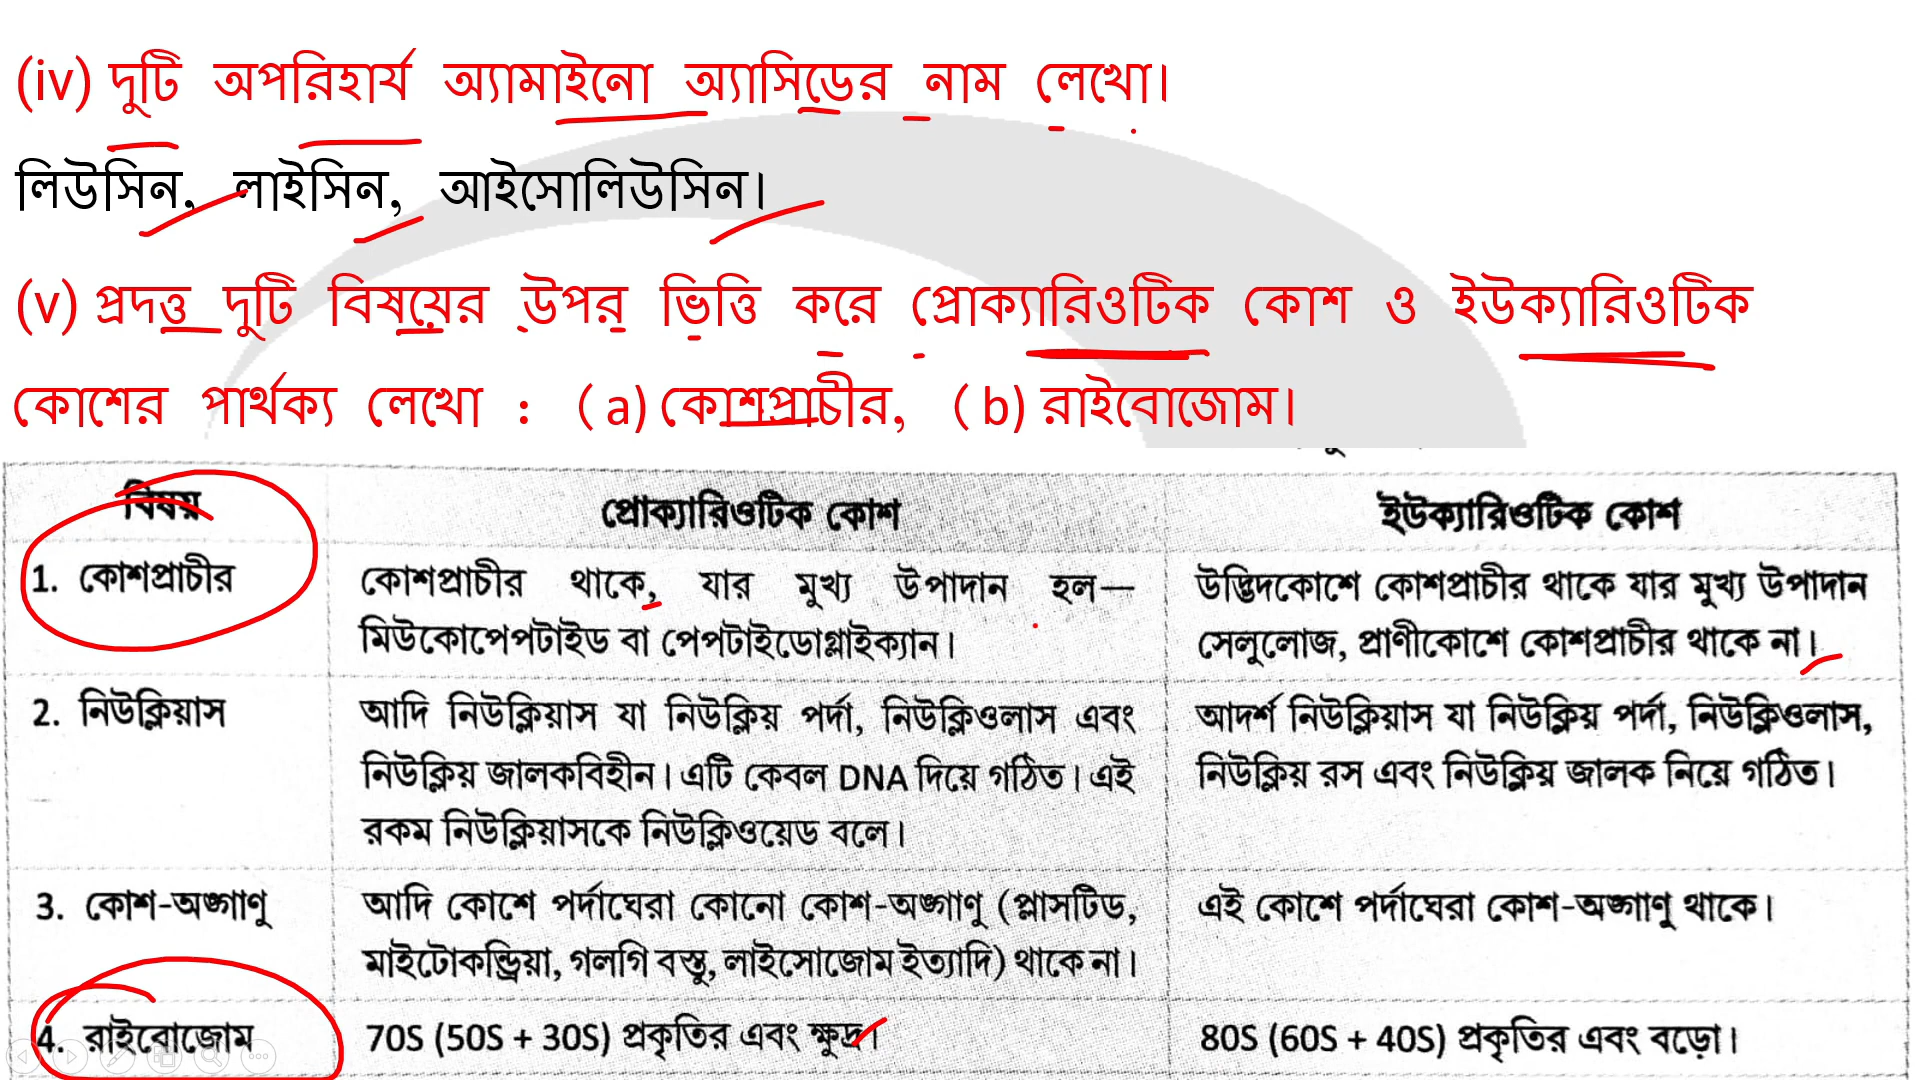 (iv) দুটি অপরিহার্য অ্যামাইনো অ্যাসিডের নাম লেখো।
লিউসিন, লাইসিন, আইসোলিউসিন।
(v) প্রদত্ত দুটি বিষয়ের উপর ভিত্তি করে প্রোক্যারিওটিক কোশ ও ইউক্যারিওটিক
কোশের পার্থক্য লেখো : (a) কোশপ্রাচীর, (b) রাইবোজোম।
বিষয় প্রোক্যারিওটিক কোশ ইউক্যারিওটিক কোশ
1. কোশপ্রাচীর
কোশপ্রাচীর থাকে, যার মুখ্য উপাদান হল—
মিউকোপেপটাইড বা পেপটাইডোগ্লাইক্যান।
উদ্ভিদকোশে কোশপ্রাচীর থাকে যার মুখ্য উপাদান
সেলুলোজ, প্রাণীকোশে কোশপ্রাচীর থাকে না।
2. নিউক্লিয়াস
আদি নিউক্লিয়াস যা নিউক্লিয় পর্দা, নিউক্লিওলাস এবং
নিউক্লিয় জালকবিহীন। এটি কেবল DNA দিয়ে গঠিত। এই
রকম নিউক্লিয়াসকে নিউক্লিওয়েড বলে।
আদর্শ নিউক্লিয়াস যা নিউক্লিয় পর্দা, নিউক্লিওলাস,
নিউক্লিয় রস এবং নিউক্লিয় জালক নিয়ে গঠিত।
3. কোশ-অঙ্গাণু
আদি কোশে পর্দাঘেরা কোনো কোশ-অঙ্গাণু (প্লাসটিড,
মাইটোকন্ড্রিয়া, গলগি বস্তু, লাইসোজোম ইত্যাদি) থাকে না।
এই কোশে পর্দাঘেরা কোশ-অঙ্গাণু থাকে।
4. রাইবোজোম
70S (50S + 30S) প্রকৃতির এবং ক্ষুদ্র।
80S (60S + 40S) প্রকৃতির এবং বড়ো।